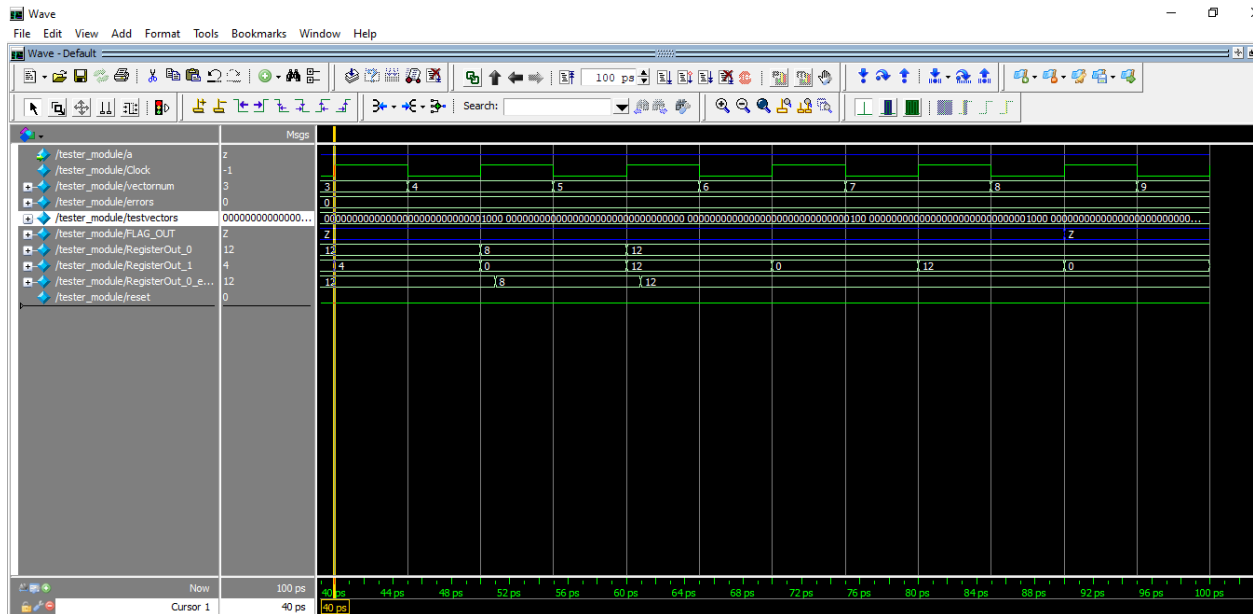 Wave
File Edit View Add Format Tools Bookmarks Window Help
Wave - Default
100 ps
Search:
Msgs
/tester_module/a z
/tester_module/Clock -1
/tester_module/vectornum 3 3 4 5 6 7 8 9
/tester_module/errors 0 0
/tester_module/testvectors 00000000000000...
/tester_module/FLAG_OUT Z Z Z
/tester_module/RegisterOut_0 12 12 8 12
/tester_module/RegisterOut_1 4 4 0 12 0 12 0
/tester_module/RegisterOut_0_e... 12 12 8 12
/tester_module/reset 0
Now 100 ps 40 ps 44 ps 48 ps 52 ps 56 ps 60 ps 64 ps 68 ps 72 ps 76 ps 80 ps 84 ps 88 ps 92 ps 96 ps 100 ps
Cursor 1 40 ps 40 ps